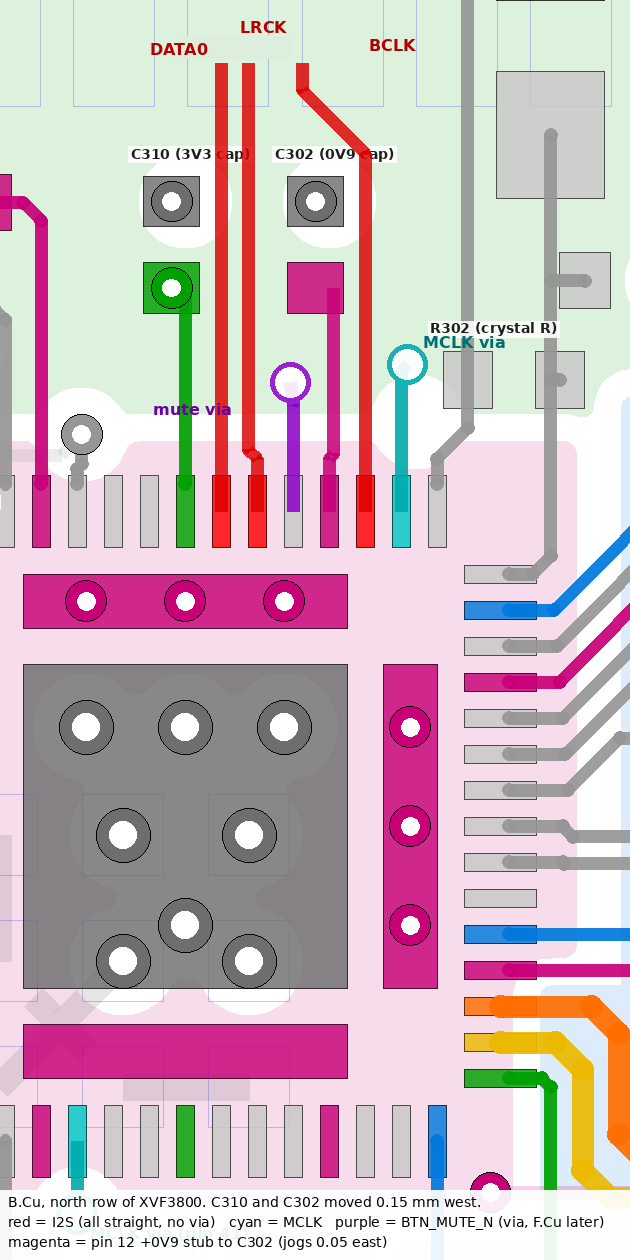 LRCK
DATA0
BCLK
C310 (3V3 cap)
C302 (0V9 cap)
R302 (crystal R)
MCLK via
mute via
B.Cu, north row of XVF3800. C310 and C302 moved 0.15 mm west.
red = I2S (all straight, no via)   cyan = MCLK   purple = BTN_MUTE_N (via, F.Cu later)
magenta = pin 12 +0V9 stub to C302 (jogs 0.05 east)